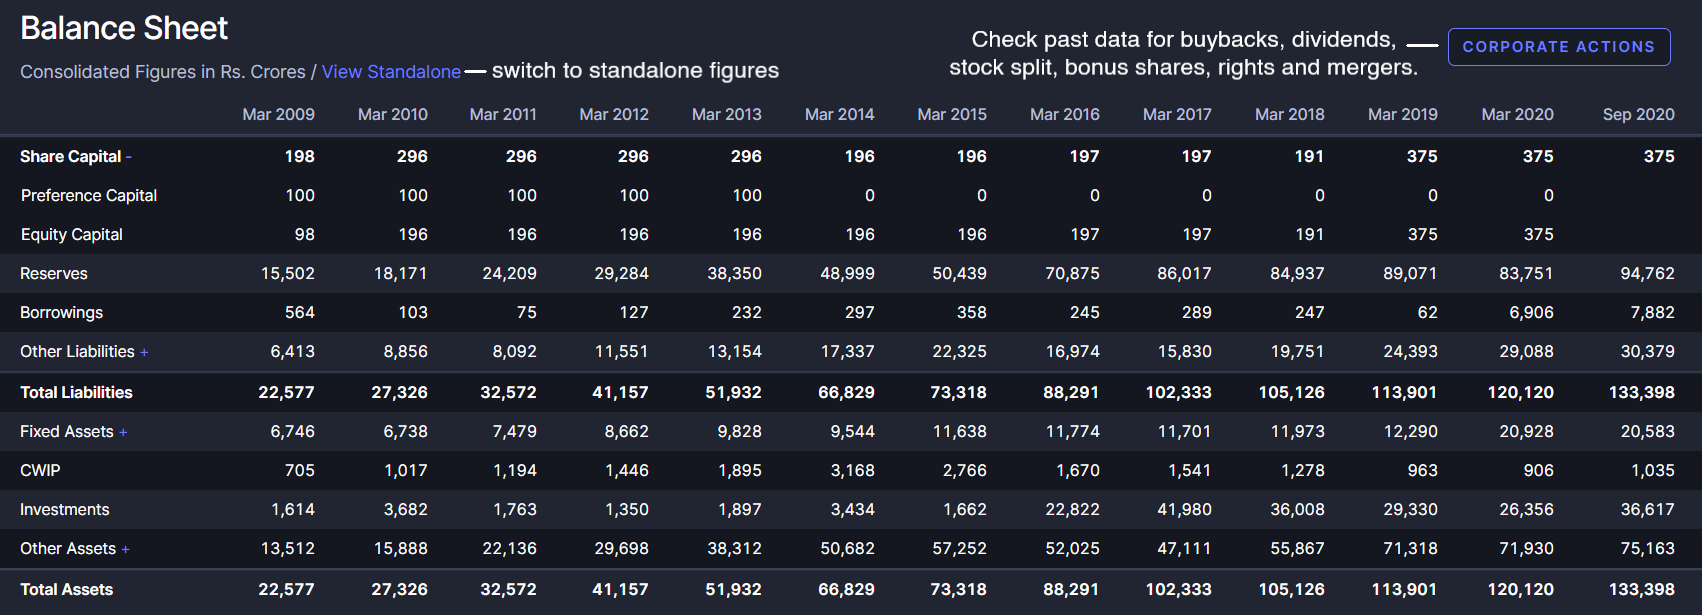 Balance Sheet
Check past data for buybacks, dividends,
stock split, bonus shares, rights and mergers.
CORPORATE ACTIONS
Consolidated Figures in Rs. Crores / View Standalone
switch to standalone figures
Mar 2009 Mar 2010 Mar 2011 Mar 2012 Mar 2013 Mar 2014 Mar 2015 Mar 2016 Mar 2017 Mar 2018 Mar 2019 Mar 2020 Sep 2020
Share Capital - 198 296 296 296 296 196 196 197 197 191 375 375 375
Preference Capital 100 100 100 100 100 0 0 0 0 0 0 0
Equity Capital 98 196 196 196 196 196 196 197 197 191 375 375
Reserves 15,502 18,171 24,209 29,284 38,350 48,999 50,439 70,875 86,017 84,937 89,071 83,751 94,762
Borrowings 564 103 75 127 232 297 358 245 289 247 62 6,906 7,882
Other Liabilities + 6,413 8,856 8,092 11,551 13,154 17,337 22,325 16,974 15,830 19,751 24,393 29,088 30,379
Total Liabilities 22,577 27,326 32,572 41,157 51,932 66,829 73,318 88,291 102,333 105,126 113,901 120,120 133,398
Fixed Assets + 6,746 6,738 7,479 8,662 9,828 9,544 11,638 11,774 11,701 11,973 12,290 20,928 20,583
CWIP 705 1,017 1,194 1,446 1,895 3,168 2,766 1,670 1,541 1,278 963 906 1,035
Investments 1,614 3,682 1,763 1,350 1,897 3,434 1,662 22,822 41,980 36,008 29,330 26,356 36,617
Other Assets + 13,512 15,888 22,136 29,698 38,312 50,682 57,252 52,025 47,111 55,867 71,318 71,930 75,163
Total Assets 22,577 27,326 32,572 41,157 51,932 66,829 73,318 88,291 102,333 105,126 113,901 120,120 133,398